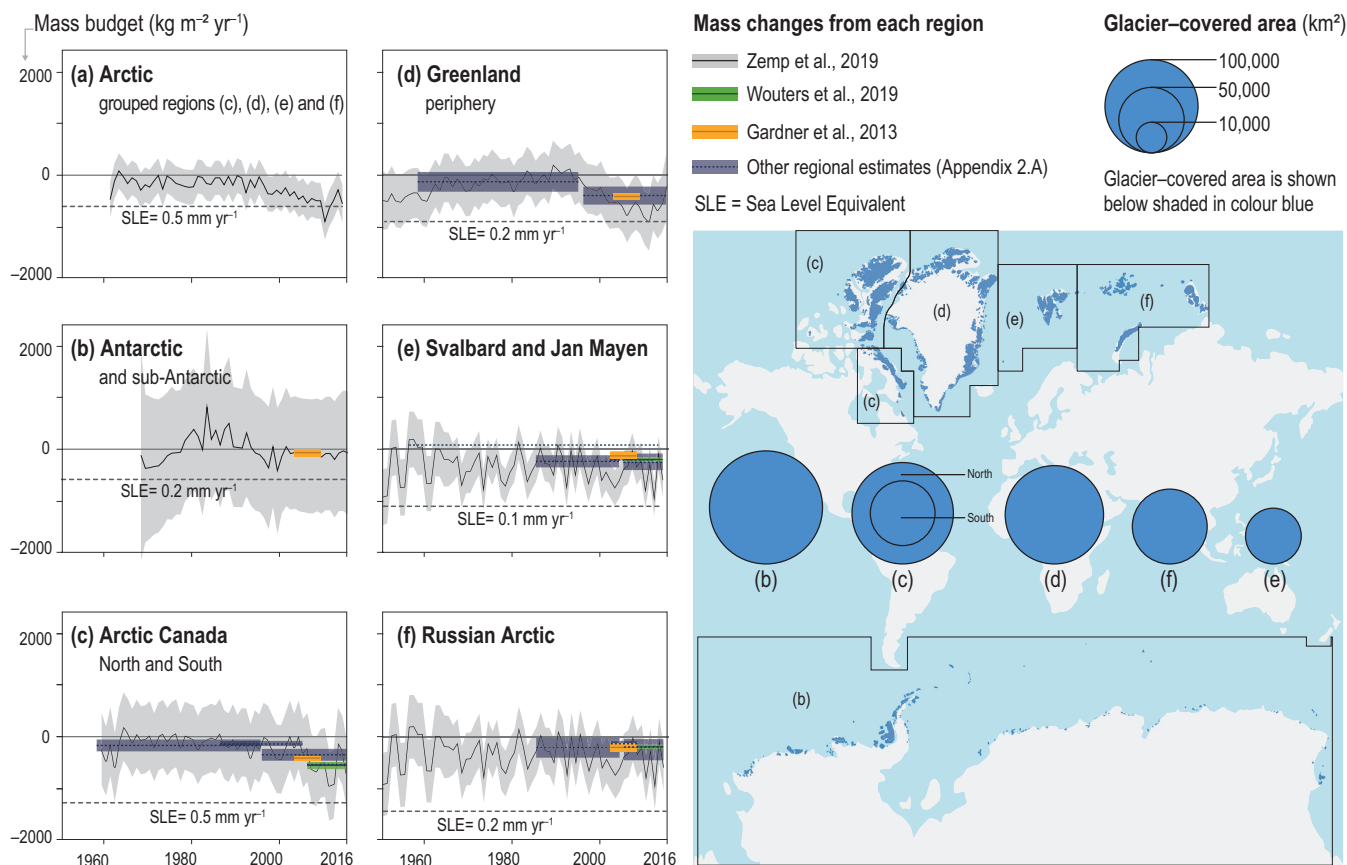 Mass budget (kg m⁻² yr⁻¹)
2000
0
–2000
(a) Arctic
grouped regions (c), (d), (e) and (f)
SLE= 0.5 mm yr⁻¹
(d) Greenland
periphery
SLE= 0.2 mm yr⁻¹
2000
0
–2000
(b) Antarctic
and sub-Antarctic
SLE= 0.2 mm yr⁻¹
(e) Svalbard and Jan Mayen
SLE= 0.1 mm yr⁻¹
2000
0
–2000
(c) Arctic Canada
North and South
SLE= 0.5 mm yr⁻¹
1960 1980 2000 2016
(f) Russian Arctic
SLE= 0.2 mm yr⁻¹
1960 1980 2000 2016
Mass changes from each region
Zemp et al., 2019
Wouters et al., 2019
Gardner et al., 2013
Other regional estimates (Appendix 2.A)
SLE = Sea Level Equivalent
Glacier–covered area (km²)
100,000
50,000
10,000
Glacier–covered area is shown
below shaded in colour blue
(c)
(d)
(e)
(f)
(c)
North
South
(b) (c) (d) (f) (e)
(b)